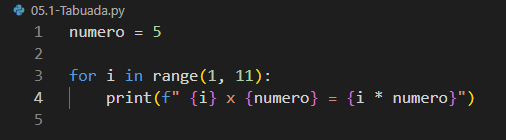 05.1-Tabuada.py
1 numero = 5
2
3 for i in range(1, 11):
4     print(f" {i} x {numero} = {i * numero}")
5